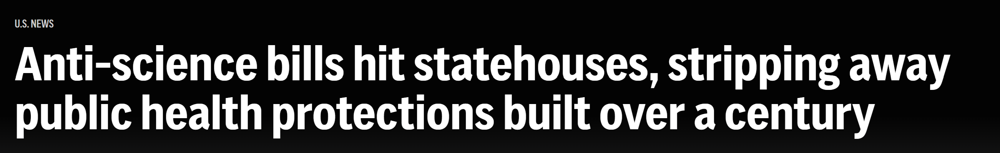 U.S. NEWS
Anti-science bills hit statehouses, stripping away
public health protections built over a century